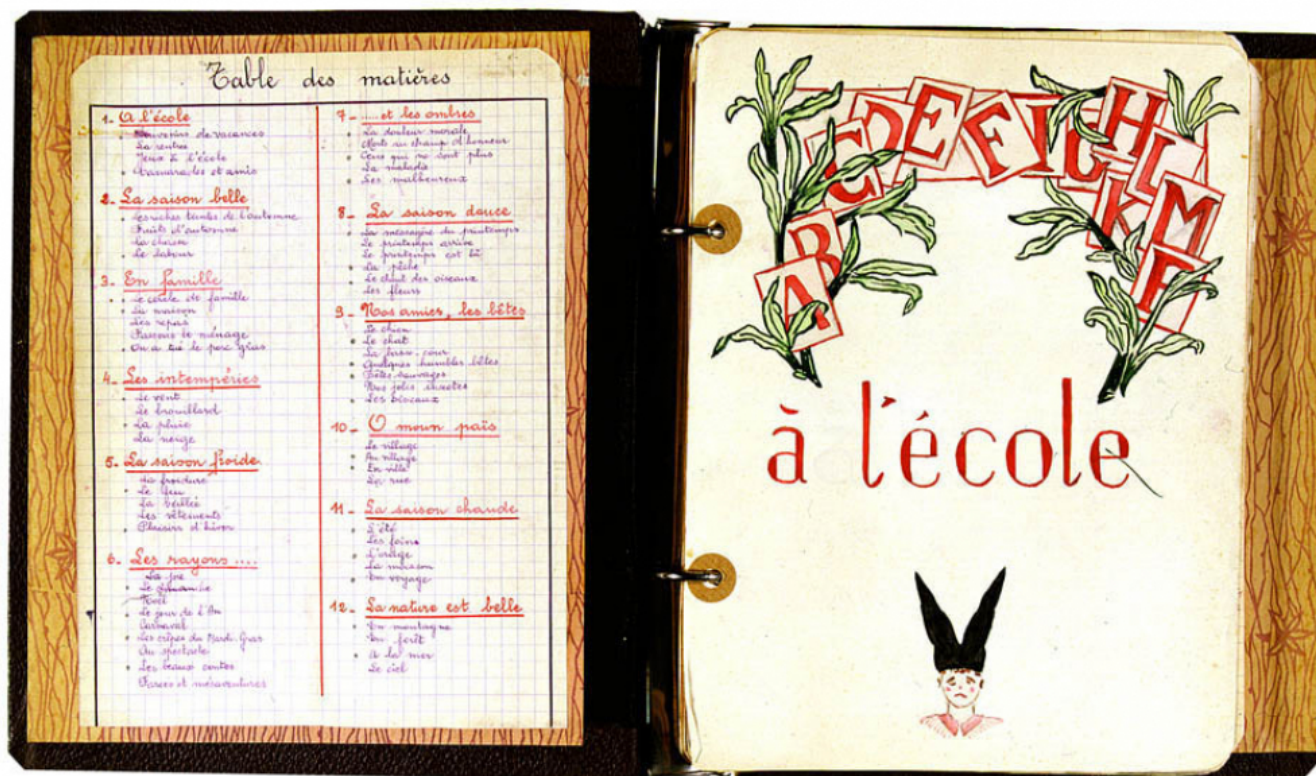 Table des matières
1- A l'école
de vacances
La rentrée
Jeux à l'école
Camarades et amis
2- La saison belle
Les riches teintes de l'automne
Fruits d'automne
La chasse
Le labour
3- En famille
Le cercle de famille
La maison
Les repas
Faisons le ménage
On a tué le porc gras
4- Les intempéries
Le vent
Le brouillard
La pluie
La neige
5- La saison froide
La froidure
Le feu
La veillée
Les vêtements
Plaisirs d'hiver
6- Les rayons ....
La joie
Le dimanche
Noël
Le jour de l'An
Carnaval
Les crêpes du Mardi-Gras
Au spectacle
Les beaux contes
Farces et mésaventures
7- .....et les ombres
La douleur morale
Morts au champ d'honneur
Ceux qui ne sont plus
La maladie
Les malheureux
8- La saison douce
La messagère du printemps
Le printemps arrive
Le printemps est là
La pêche
Le chant des oiseaux
Les fleurs
9- Nos amies, les bêtes
Le chien
Le chat
La basse-cour
Quelques humbles bêtes
Bêtes sauvages
Nos jolis insectes
Les oiseaux
10- O moun païs
Le village
Au village
En ville
La rue
11- La saison chaude
L'été
Les foins
L'orage
La moisson
En voyage
12- La nature est belle
En montagne
En forêt
A la mer
Le ciel
A B C D E F I J H K L M E
à l'école